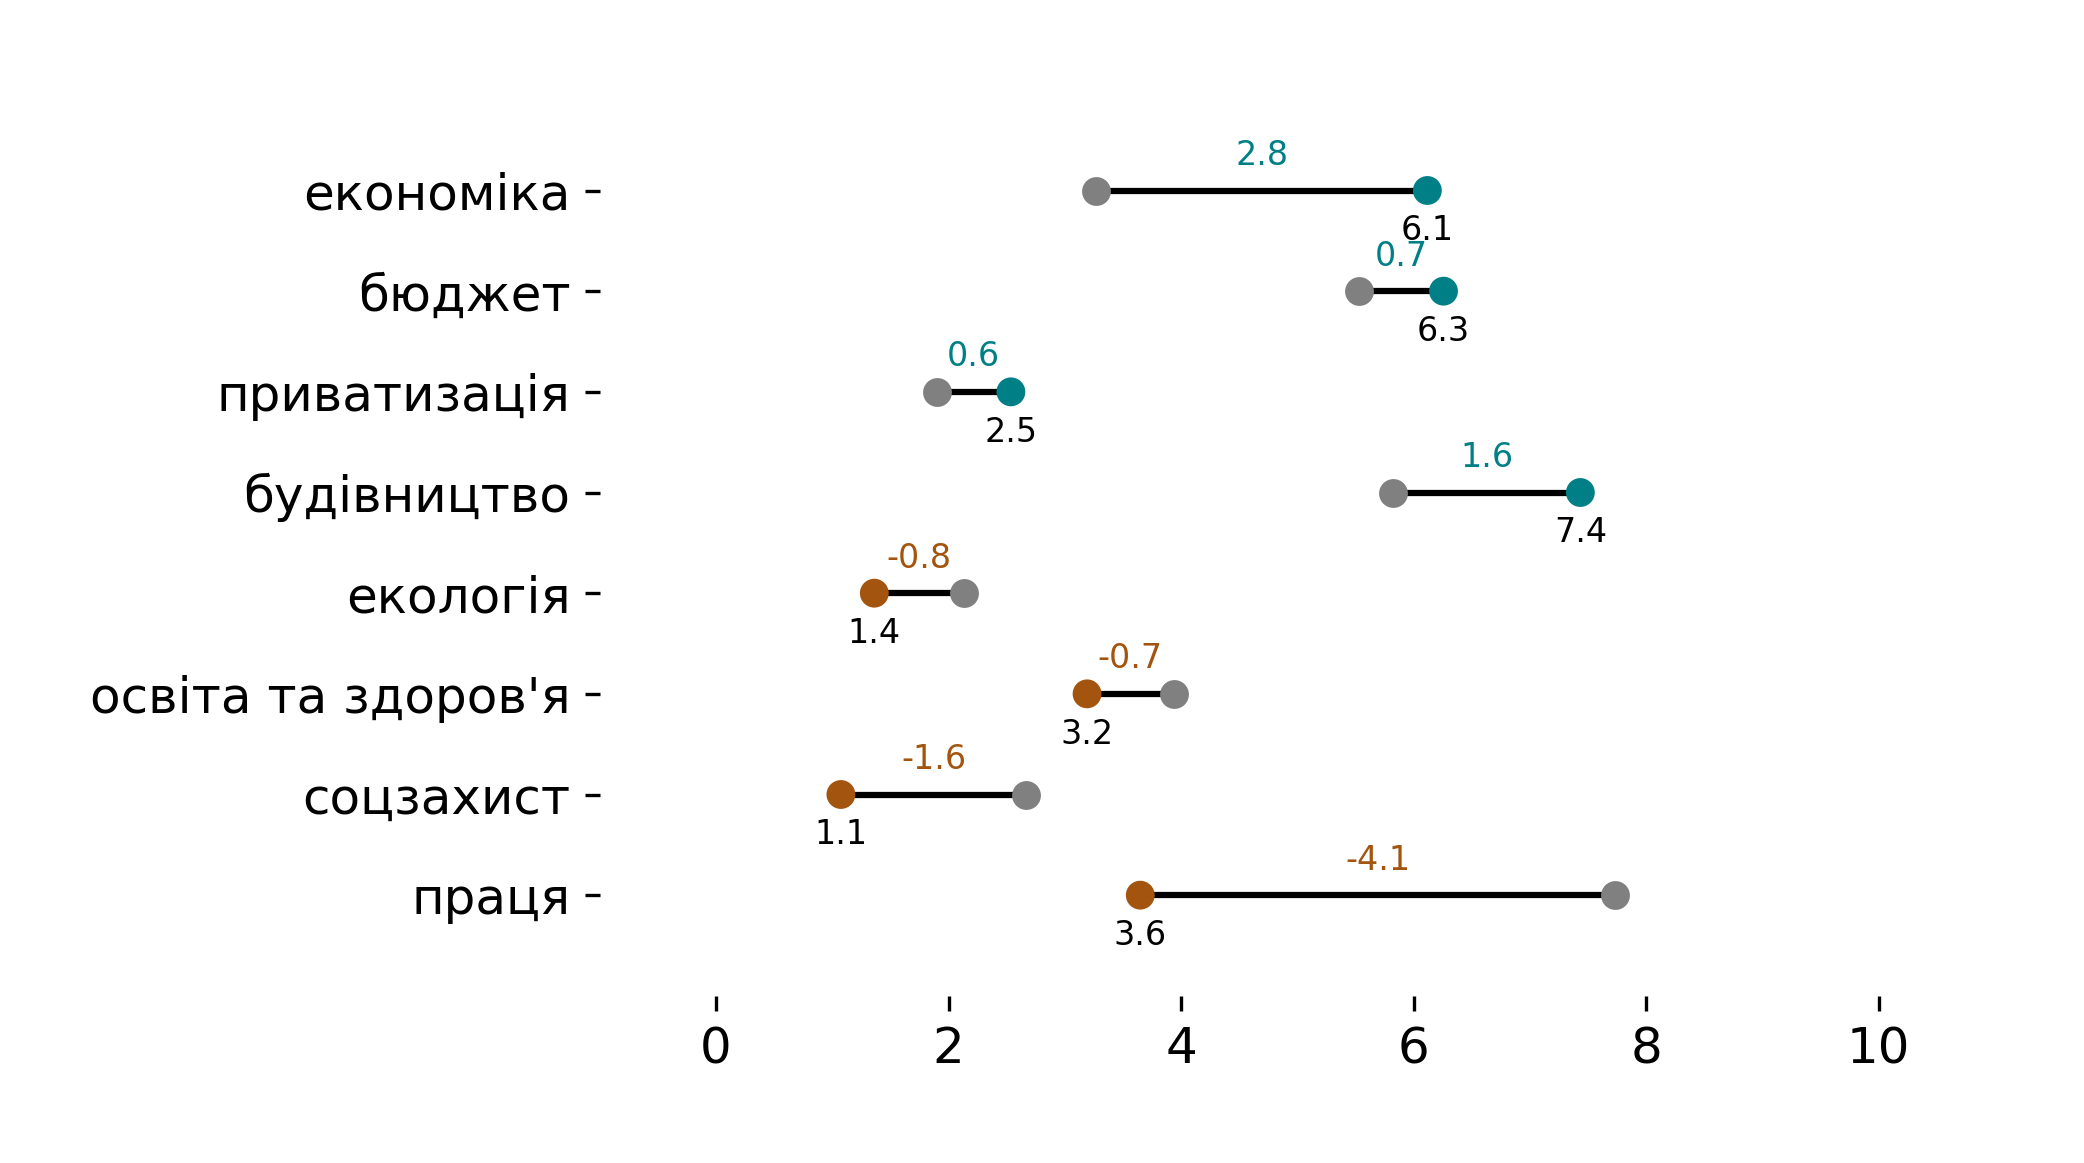 2.8
економіка
6.1
0.7
бюджет
6.3
0.6
приватизація
2.5
1.6
будівництво
7.4
-0.8
екологія
1.4
-0.7
освіта та здоров'я
3.2
-1.6
соцзахист
1.1
-4.1
праця
3.6
0 2 4 6 8 10